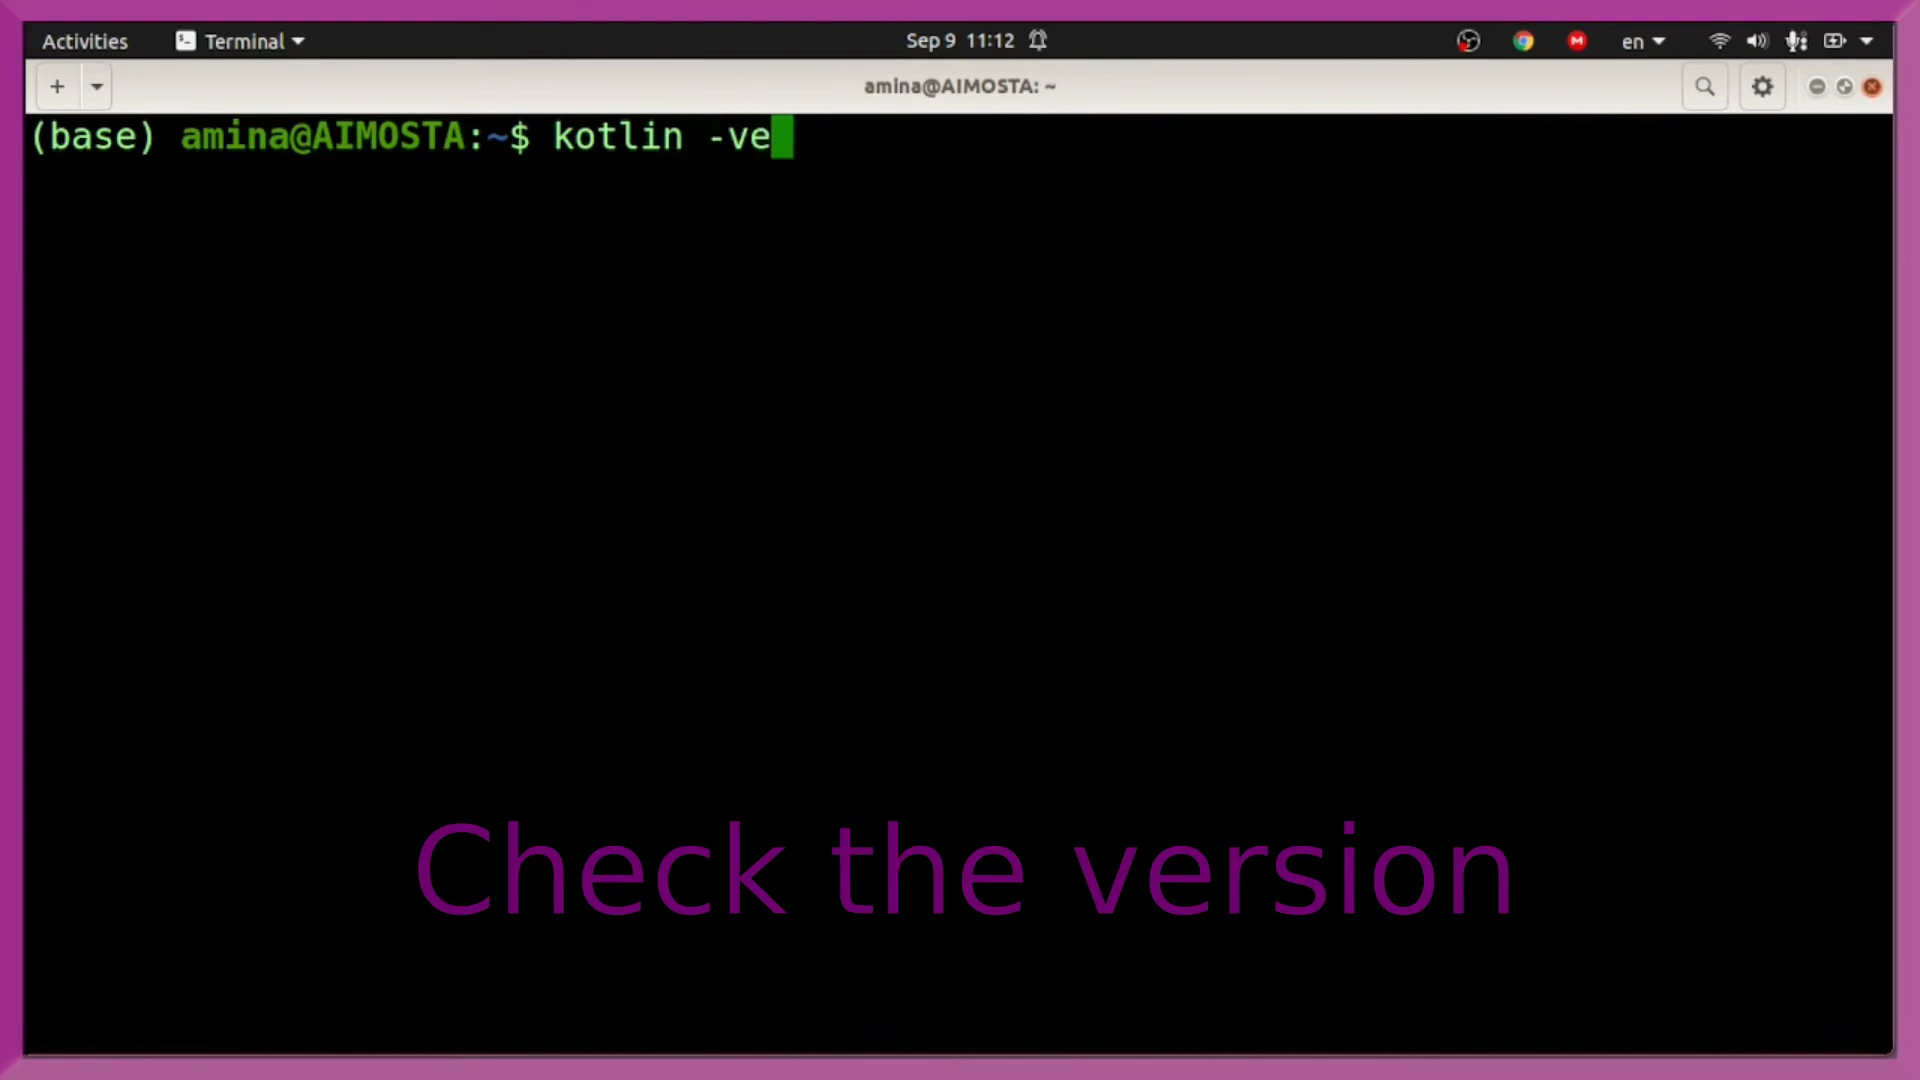 Activities Terminal Sep 9 11:12 en
amina@AIMOSTA: ~
(base) amina@AIMOSTA:~$ kotlin -ve
Check the version